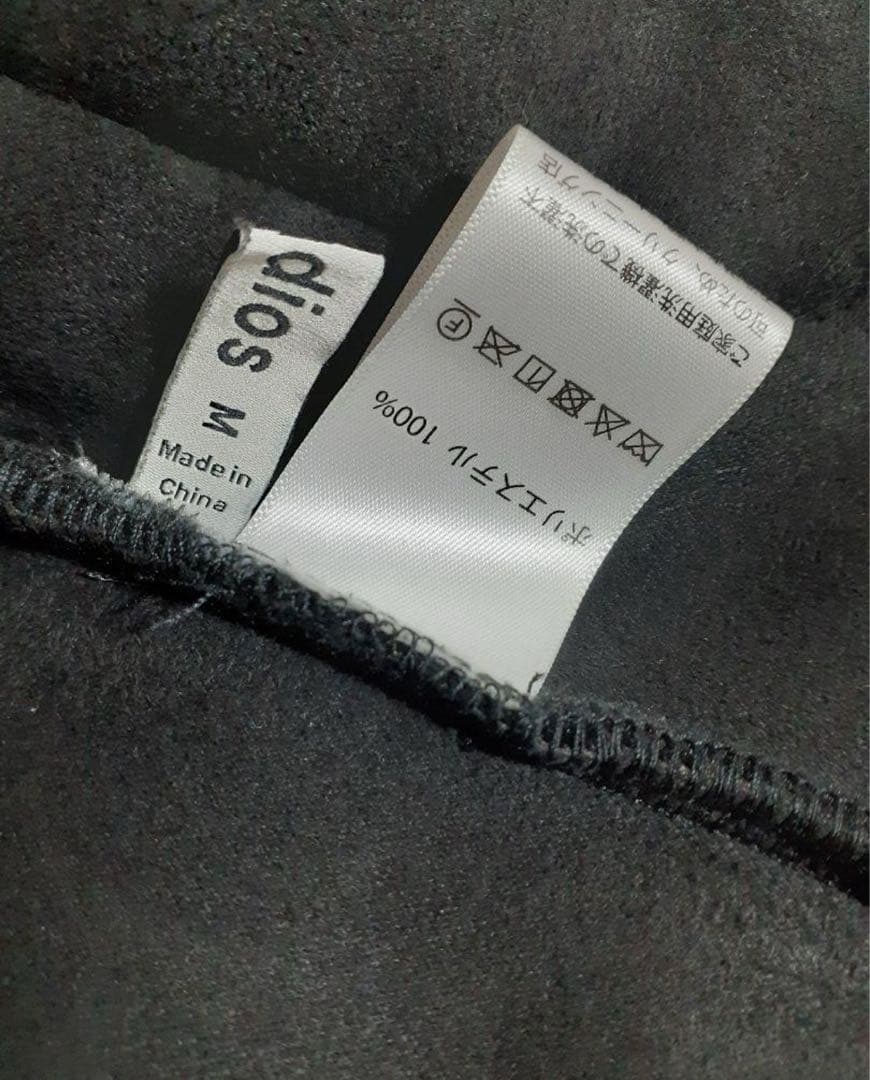 dios
M
Made in
China
ポリエステル 100%
F
ご家庭用洗濯機での洗濯不
可のため、クリーニング店